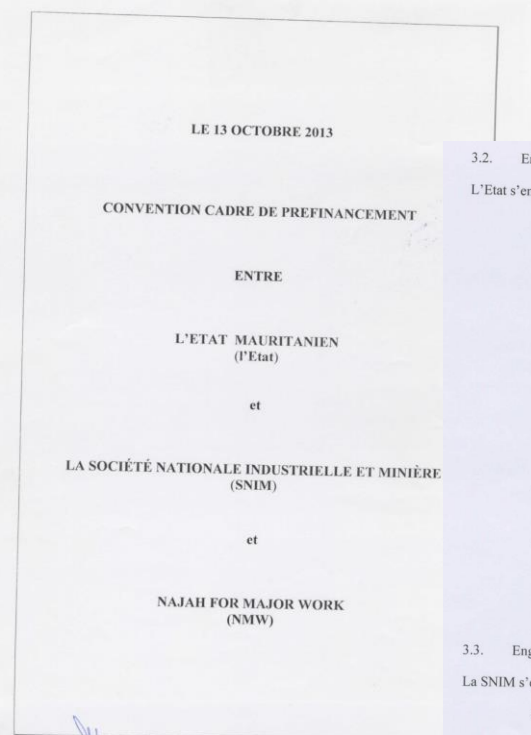 LE 13 OCTOBRE 2013
CONVENTION CADRE DE PREFINANCEMENT
ENTRE
L'ETAT MAURITANIEN
(l'Etat)
et
LA SOCIÉTÉ NATIONALE INDUSTRIELLE ET MINIÈRE
(SNIM)
et
NAJAH FOR MAJOR WORK
(NMW)
3.2.
L'Etat
3.3.
La SNIM